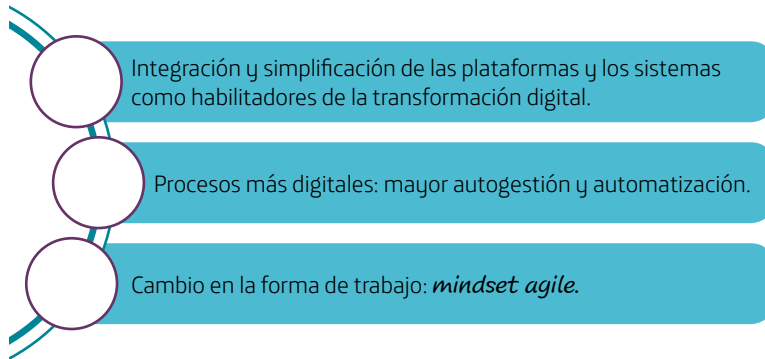 Integración y simplificación de las plataformas y los sistemas
como habilitadores de la transformación digital.
Procesos más digitales: mayor autogestión y automatización.
Cambio en la forma de trabajo: mindset agile.